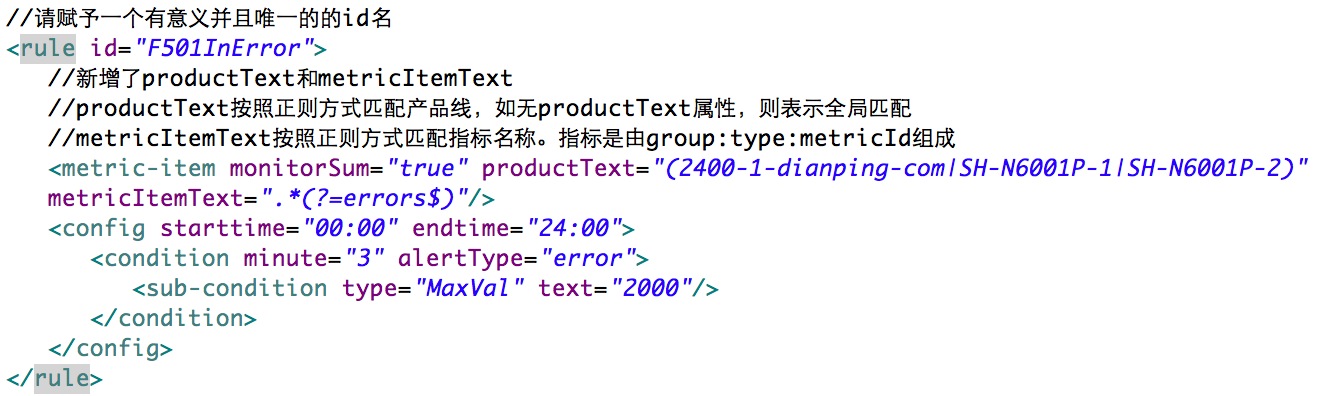 //请赋予一个有意义并且唯一的的id名
<rule id="F501InError">
//新增了productText和metricItemText
//productText按照正则方式匹配产品线，如无productText属性，则表示全局匹配
//metricItemText按照正则方式匹配指标名称。指标是由group:type:metricId组成
<metric-item monitorSum="true" productText="(2400-1-dianping-com|SH-N6001P-1|SH-N6001P-2)"
metricItemText=".*(?=errors$)"/>
<config starttime="00:00" endtime="24:00">
<condition minute="3" alertType="error">
<sub-condition type="MaxVal" text="2000"/>
</condition>
</config>
</rule>